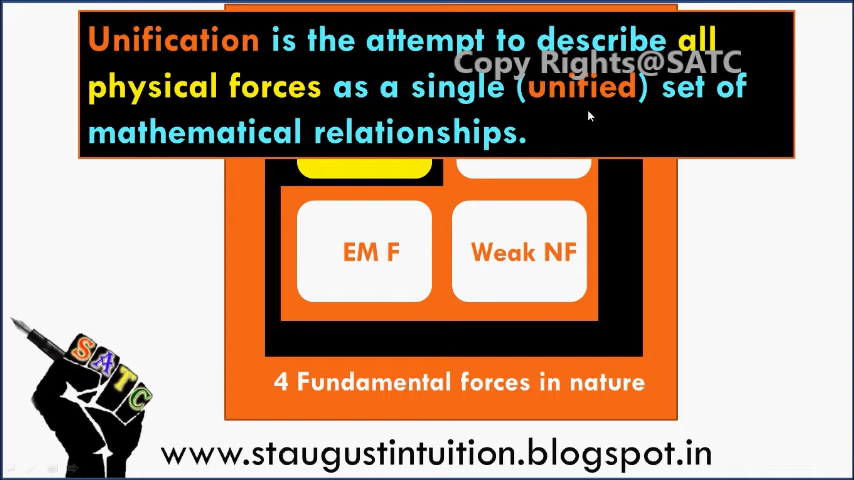 Unification is the attempt to describe all
Copy Rights@SATC
physical forces as a single (unified) set of
mathematical relationships.
EM F
Weak NF
4 Fundamental forces in nature
SATC
www.staugustintuition.blogspot.in